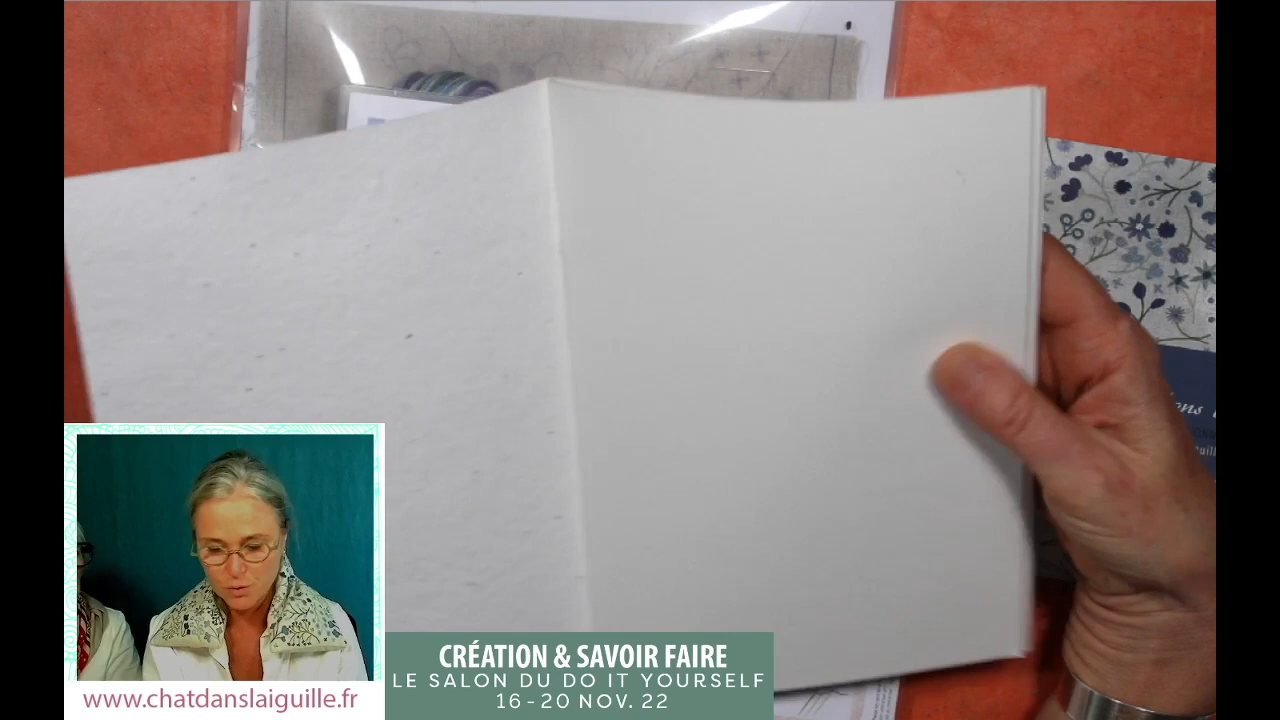 www.chatdanslaiguille.fr
CRÉATION & SAVOIR FAIRE
LE SALON DU DO IT YOURSELF
16-20 NOV. 22